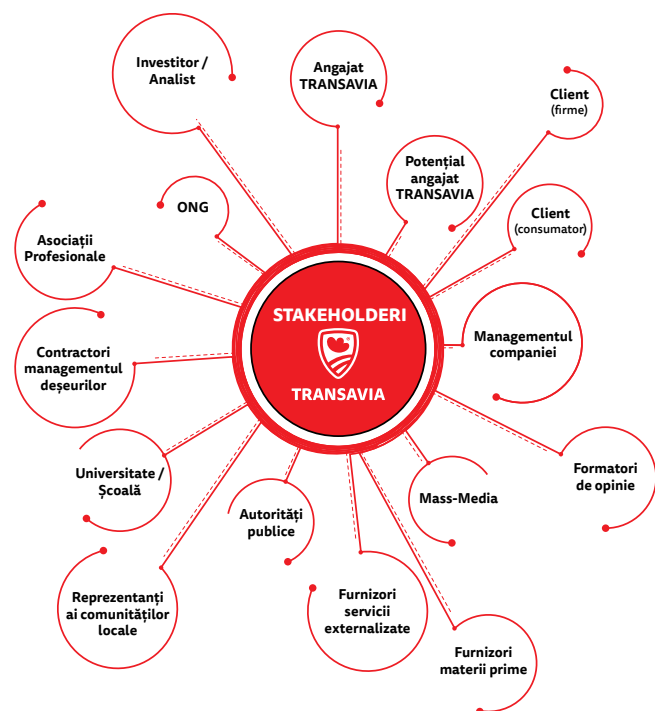 Investitor /
Analist
Angajat
TRANSAVIA
Client
(firme)
Potențial
angajat
TRANSAVIA
ONG
Client
(consumator)
Asociații
Profesionale
STAKEHOLDERI
TRANSAVIA
Managementul
companiei
Contractori
managementul
deșeurilor
Universitate /
Școală
Formatori
de opinie
Mass-Media
Autorități
publice
Reprezentanți
ai comunităților
locale
Furnizori
servicii
externalizate
Furnizori
materii prime